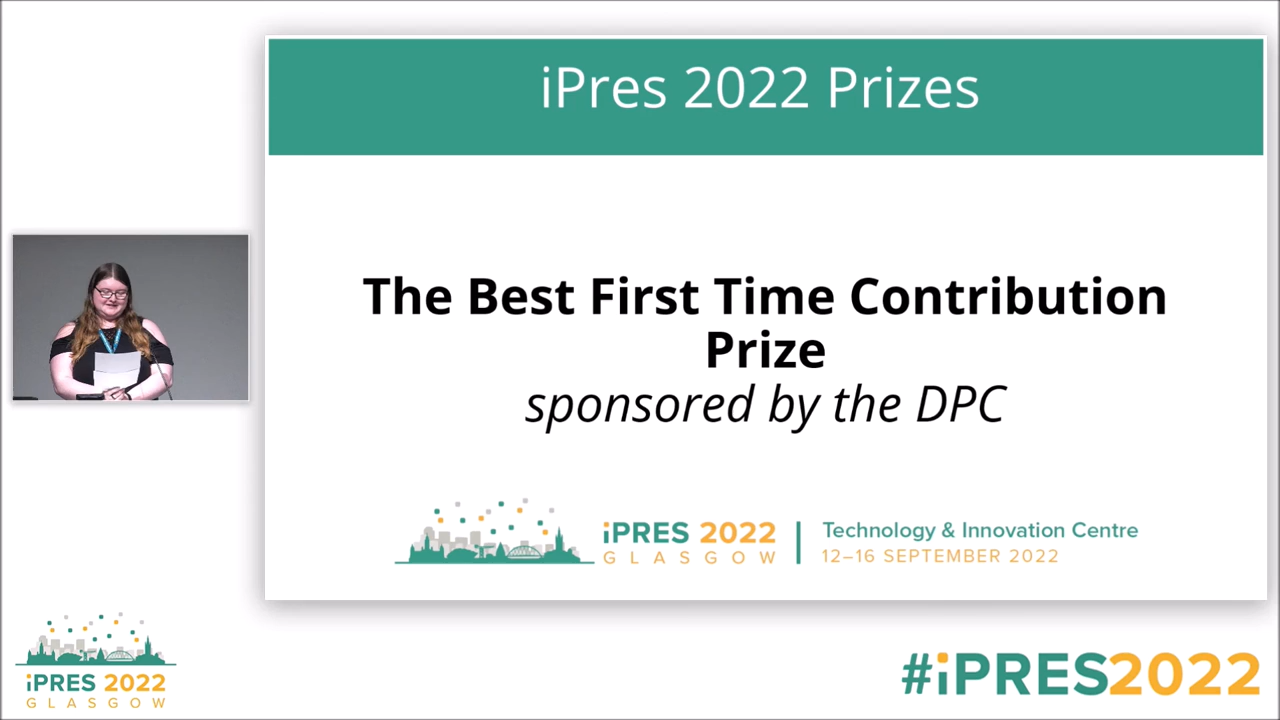 iPres 2022 Prizes
The Best First Time Contribution
Prize
sponsored by the DPC
iPRES 2022
GLASGOW
Technology & Innovation Centre
12–16 SEPTEMBER 2022
iPRES 2022
GLASGOW
#iPRES2022